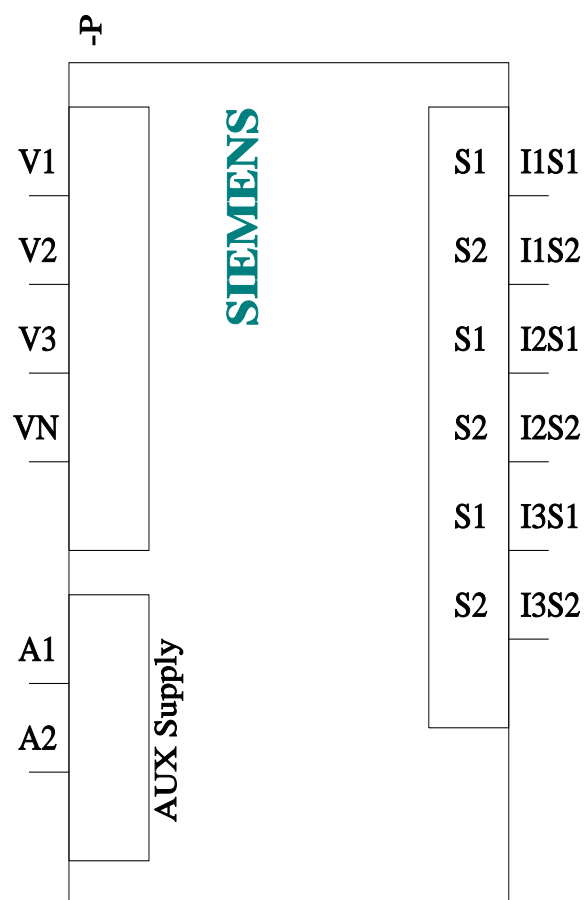 -P
SIEMENS
V1
V2
V3
VN
A1
A2
AUX Supply
S1 I1S1
S2 I1S2
S1 I2S1
S2 I2S2
S1 I3S1
S2 I3S2